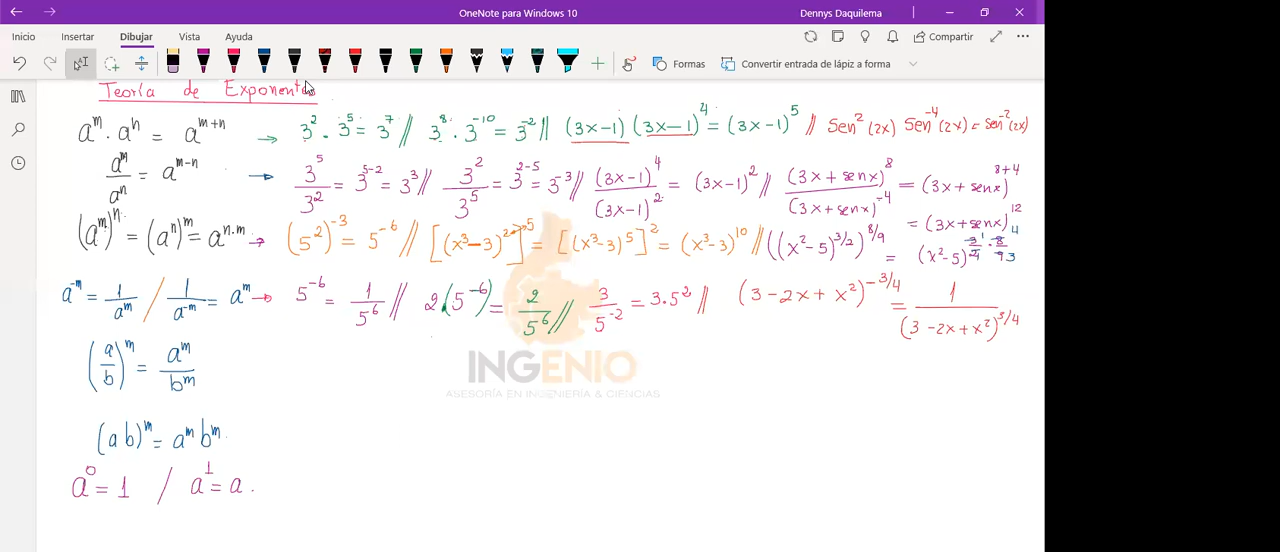 OneNote para Windows 10
Dennys Daquilema
Inicio Insertar Dibujar Vista Ayuda
Compartir
Formas
Convertir entrada de lápiz a forma
Teoría de Exponentes
a^m · a^n = a^(m+n) → 3^2 · 3^5 = 3^7 // 3^8 · 3^-10 = 3^-2 // (3x-1) (3x-1)^4 = (3x-1)^5 // sen^2 (2x) sen^-4 (2x) = sen^-2 (2x)
a^m/a^n = a^(m-n) → 3^5/3^2 = 3^(5-2) = 3^3 // 3^2/3^5 = 3^(2-5) = 3^-3 // (3x-1)^4/(3x-1)^2 = (3x-1)^2 // (3x+senx)^8/(3x+senx)^-4 = (3x+senx)^(8+4)
= (3x+senx)^12
(a^m)^n = (a^n)^m = a^(n·m) → (5^2)^-3 = 5^-6 // [(x^3-3)^2]^5 = [(x^3-3)^5]^2 = (x^3-3)^10 // ((x^2-5)^(3/2))^(8/9) = (x^2-5)^(3/2 · 8/9)
a^-m = 1/a^m / 1/a^-m = a^m → 5^-6 = 1/5^6 // 2(5^-6) = 2/5^6 // 3/5^-2 = 3·5^2 // (3-2x+x^2)^(-3/4) = 1/(3-2x+x^2)^(3/4)
(a/b)^m = a^m/b^m
(ab)^m = a^m b^m.
a^0 = 1 / a^1 = a.
INGENIO
ASESORÍA EN INGENIERÍA & CIENCIAS